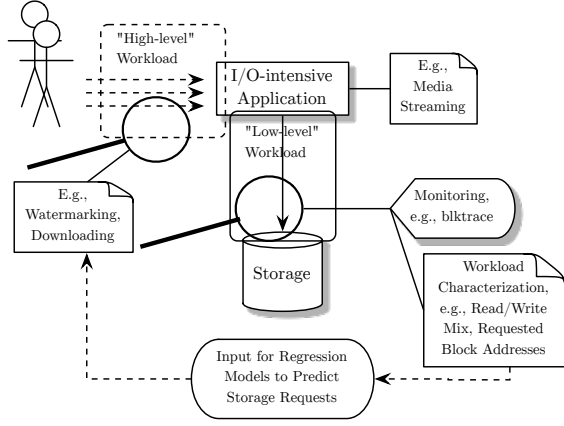 "High-level"
Workload
I/O-intensive
Application
E.g.,
Media
Streaming
"Low-level"
Workload
E.g.,
Watermarking,
Downloading
Monitoring,
e.g., blktrace
Storage
Workload
Characterization,
e.g., Read/Write
Mix, Requested
Block Addresses
Input for Regression
Models to Predict
Storage Requests